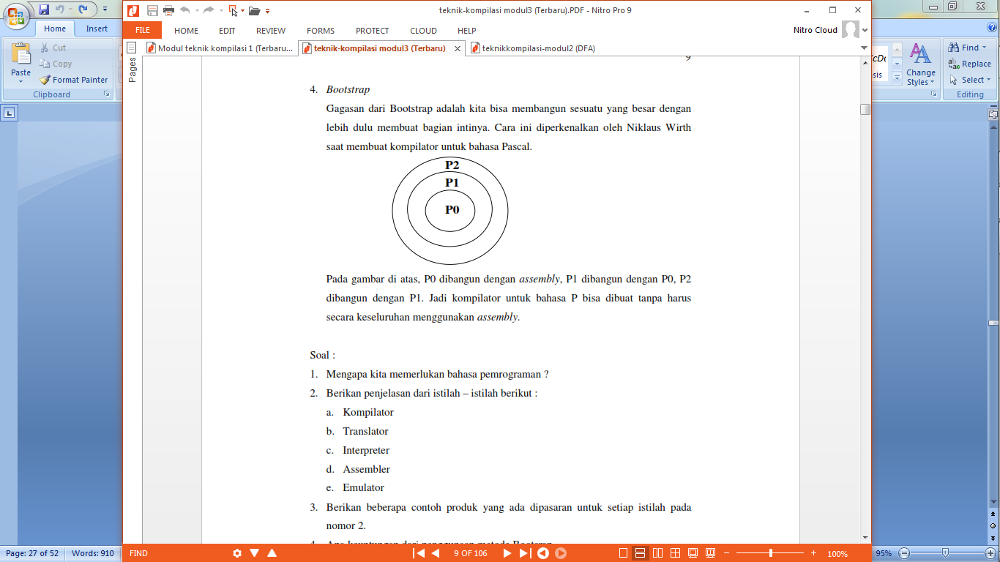 teknik-kompilasi modul3 (Terbaru).PDF - Nitro Pro 9
Home Insert
FILE HOME EDIT REVIEW FORMS PROTECT CLOUD HELP Nitro Cloud
Modul teknik kompilasi 1 (Terbaru... teknik-kompilasi modul3 (Terbaru) teknikkompilasi-modul2 (DFA)
Paste
Cut
Copy
Format Painter
Clipboard
Pages
Change
Styles
Find
Replace
Select
Editing
9
4. Bootstrap
Gagasan dari Bootstrap adalah kita bisa membangun sesuatu yang besar dengan
lebih dulu membuat bagian intinya. Cara ini diperkenalkan oleh Niklaus Wirth
saat membuat kompilator untuk bahasa Pascal.
P2
P1
P0
Pada gambar di atas, P0 dibangun dengan assembly, P1 dibangun dengan P0, P2
dibangun dengan P1. Jadi kompilator untuk bahasa P bisa dibuat tanpa harus
secara keseluruhan menggunakan assembly.
Soal :
1. Mengapa kita memerlukan bahasa pemrograman ?
2. Berikan penjelasan dari istilah – istilah berikut :
a. Kompilator
b. Translator
c. Interpreter
d. Assembler
e. Emulator
3. Berikan beberapa contoh produk yang ada dipasaran untuk setiap istilah pada
nomor 2.
Page: 27 of 52 Words: 910
FIND 9 OF 106 100%
95%